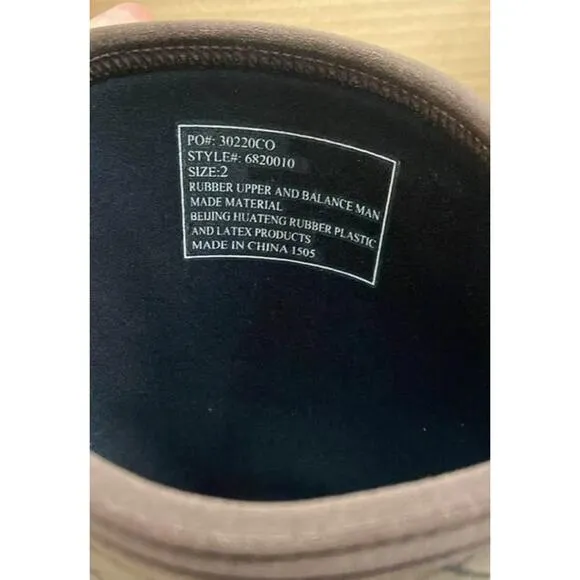 PO#: 30220CO
STYLE#: 6820010
SIZE:2
RUBBER UPPER AND BALANCE MAN
MADE MATERIAL
BEIJING HUATENG RUBBER PLASTIC
AND LATEX PRODUCTS
MADE IN CHINA 1505